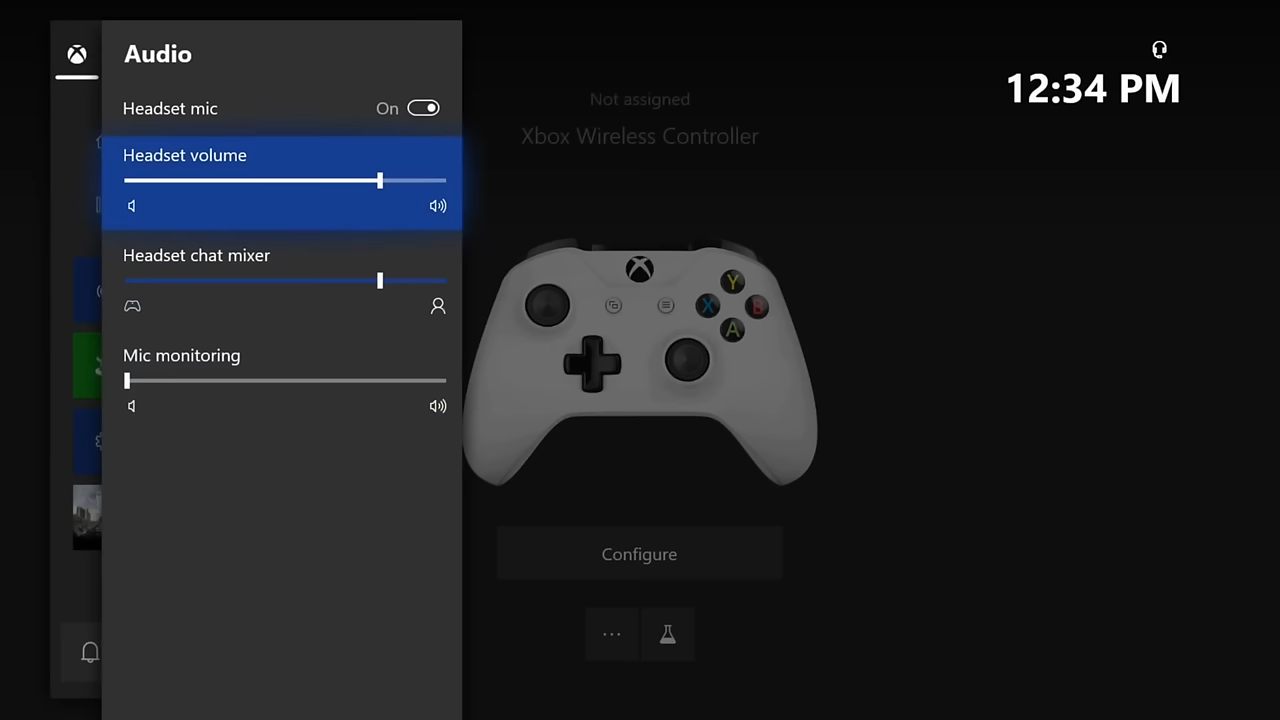 Audio
12:34 PM
Headset mic
On
Not assigned
Xbox Wireless Controller
Headset volume
Headset chat mixer
Mic monitoring
Y
X
B
A
Configure
...